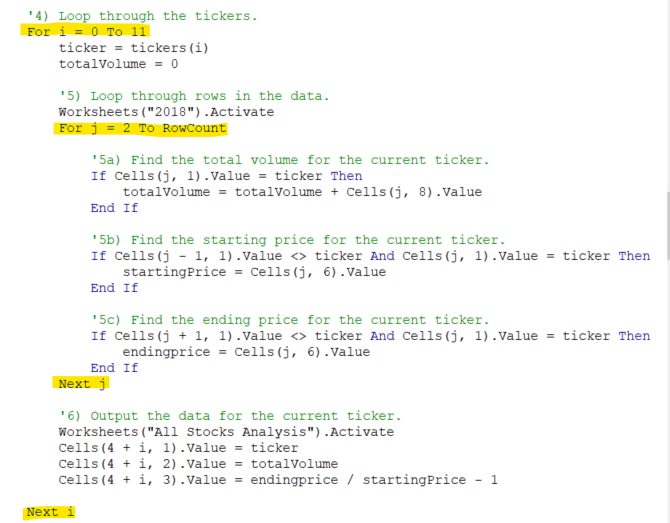 '4) Loop through the tickers.
For i = 0 To 11
ticker = tickers(i)
totalVolume = 0
'5) Loop through rows in the data.
Worksheets("2018").Activate
For j = 2 To RowCount
'5a) Find the total volume for the current ticker.
If Cells(j, 1).Value = ticker Then
totalVolume = totalVolume + Cells(j, 8).Value
End If
'5b) Find the starting price for the current ticker.
If Cells(j - 1, 1).Value <> ticker And Cells(j, 1).Value = ticker Then
startingPrice = Cells(j, 6).Value
End If
'5c) Find the ending price for the current ticker.
If Cells(j + 1, 1).Value <> ticker And Cells(j, 1).Value = ticker Then
endingprice = Cells(j, 6).Value
End If
Next j
'6) Output the data for the current ticker.
Worksheets("All Stocks Analysis").Activate
Cells(4 + i, 1).Value = ticker
Cells(4 + i, 2).Value = totalVolume
Cells(4 + i, 3).Value = endingprice / startingPrice - 1
Next i